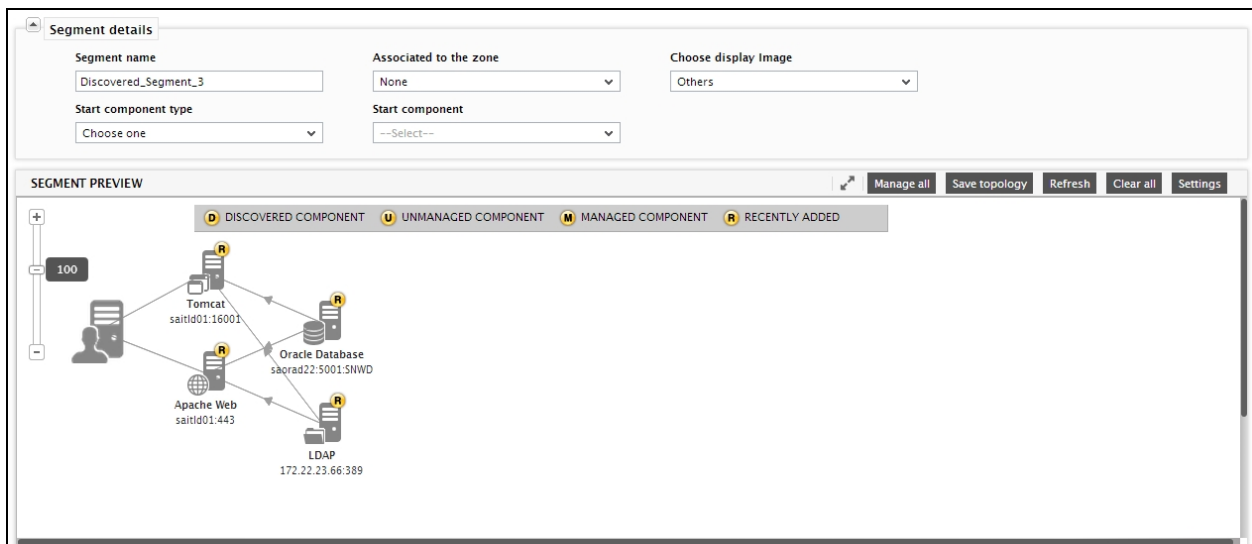 Segment details
Segment name
Associated to the zone
Choose display Image
Discovered_Segment_3
None
Others
Start component type
Start component
Choose one
--Select--
SEGMENT PREVIEW
Manage all
Save topology
Refresh
Clear all
Settings
D DISCOVERED COMPONENT U UNMANAGED COMPONENT M MANAGED COMPONENT R RECENTLY ADDED
100
R
Tomcat
saitld01:16001
R
Oracle Database
saorad22:5001:SNWD
R
Apache Web
saitld01:443
R
LDAP
172.22.23.66:389